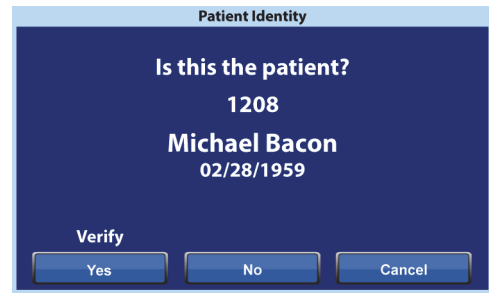 Patient Identity
Is this the patient?
1208
Michael Bacon
02/28/1959
Verify
Yes No Cancel